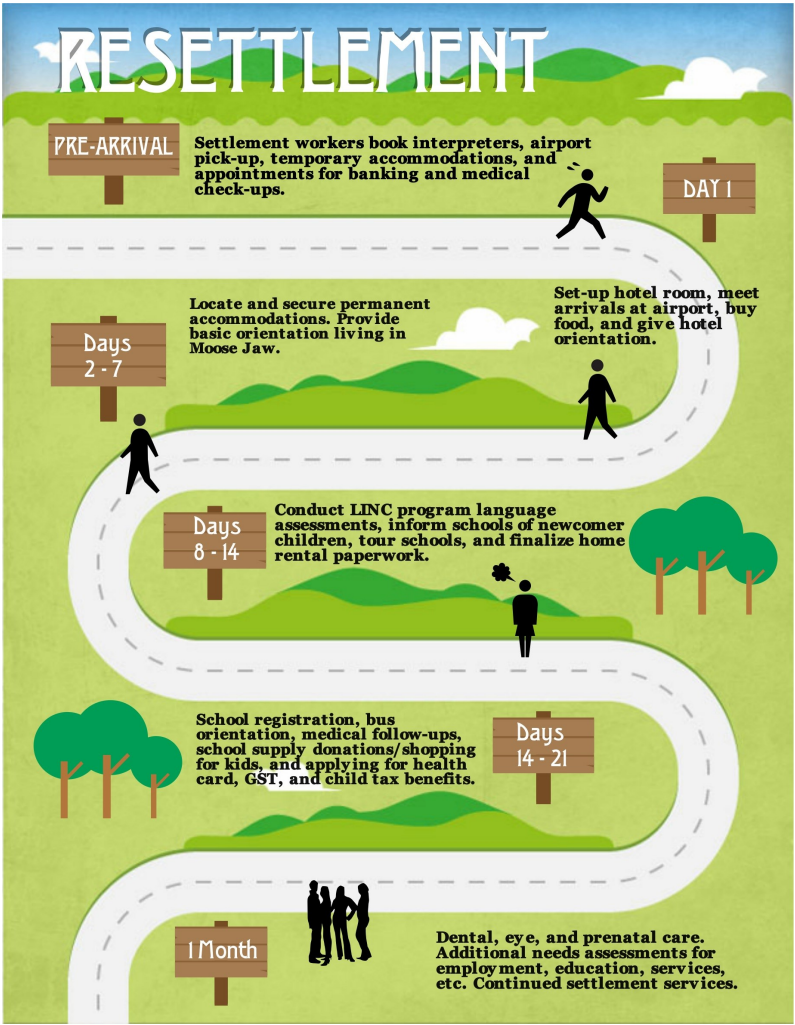 RESETTLEMENT
PRE-ARRIVAL
Settlement workers book interpreters, airport
pick-up, temporary accommodations, and
appointments for banking and medical
check-ups.
DAY 1
Set-up hotel room, meet
arrivals at airport, buy
food, and give hotel
orientation.
Days
2 - 7
Locate and secure permanent
accommodations. Provide
basic orientation living in
Moose Jaw.
Days
8 - 14
Conduct LINC program language
assessments, inform schools of newcomer
children, tour schools, and finalize home
rental paperwork.
Days
14 - 21
School registration, bus
orientation, medical follow-ups,
school supply donations/shopping
for kids, and applying for health
card, GST, and child tax benefits.
1 Month
Dental, eye, and prenatal care.
Additional needs assessments for
employment, education, services,
etc. Continued settlement services.